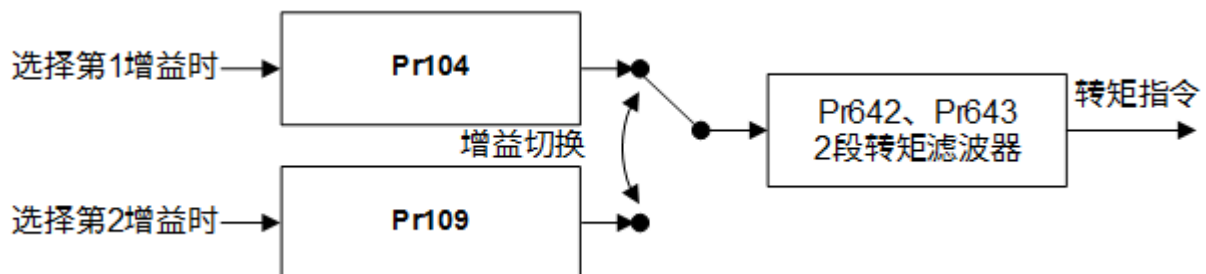 选择第1增益时
Pr104
增益切换
Pr642、Pr643
2段转矩滤波器
转矩指令
选择第2增益时
Pr109